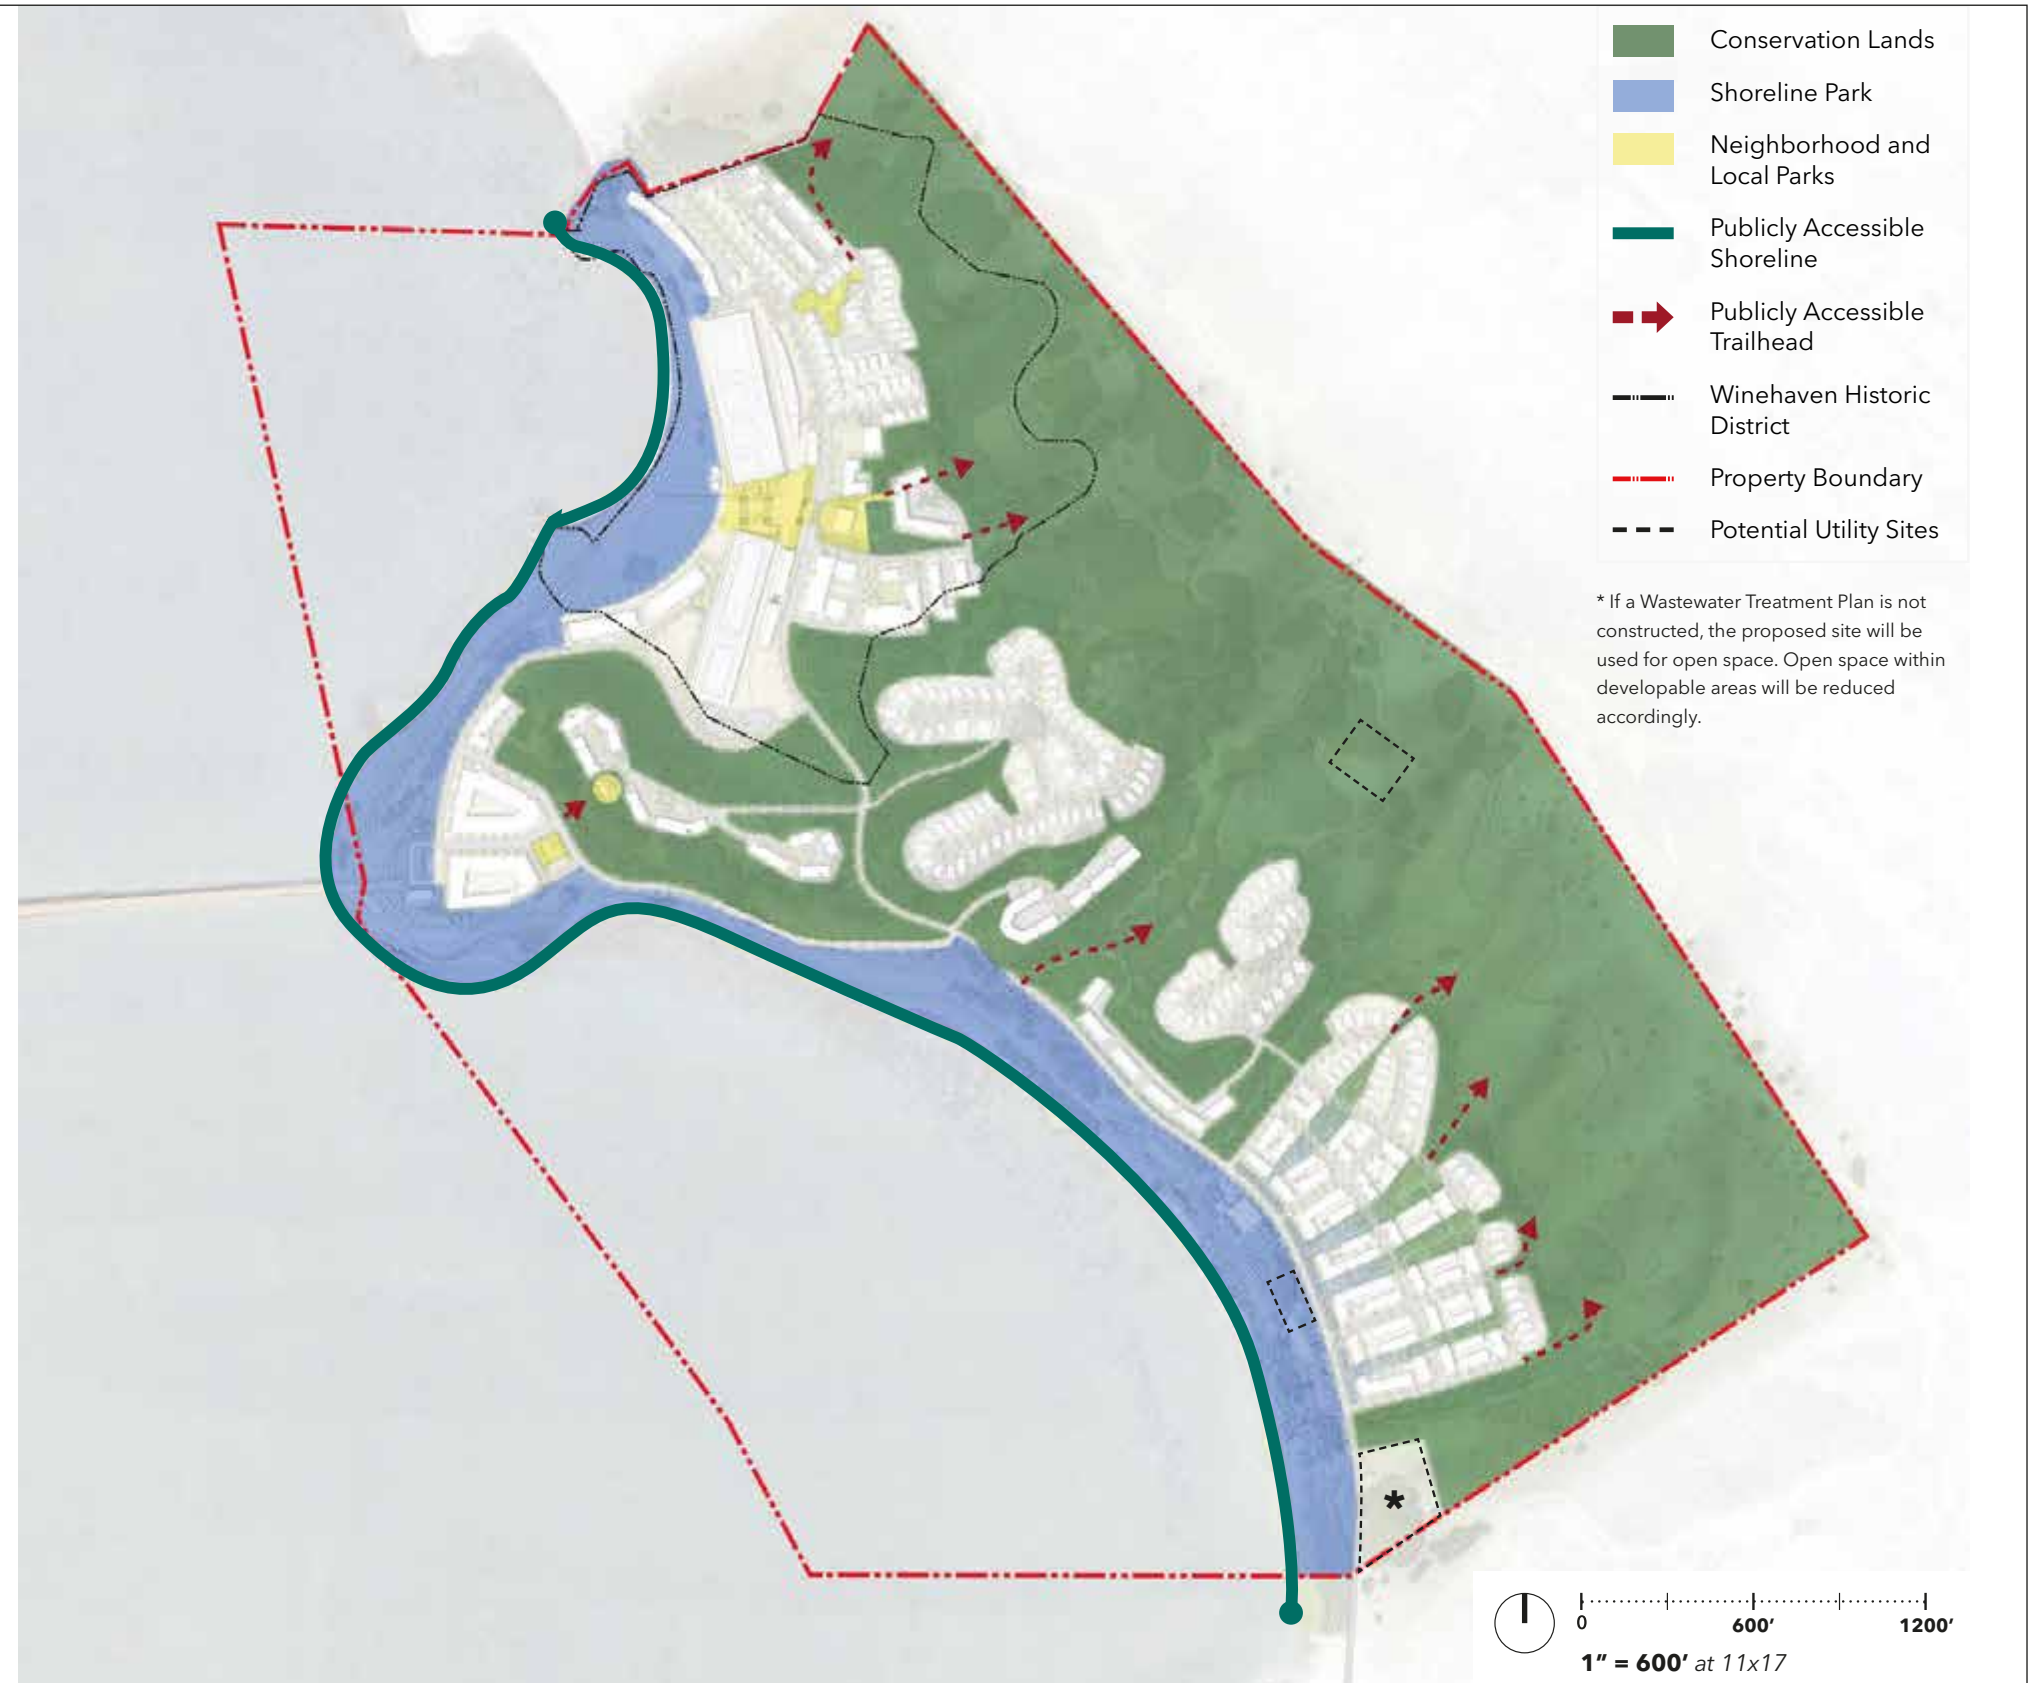 Conservation Lands
Shoreline Park
Neighborhood and
Local Parks
Publicly Accessible
Shoreline
Publicly Accessible
Trailhead
Winehaven Historic
District
Property Boundary
Potential Utility Sites
* If a Wastewater Treatment Plan is not
constructed, the proposed site will be
used for open space. Open space within
developable areas will be reduced
accordingly.
*
0 600′ 1200′
1″ = 600′ at 11x17